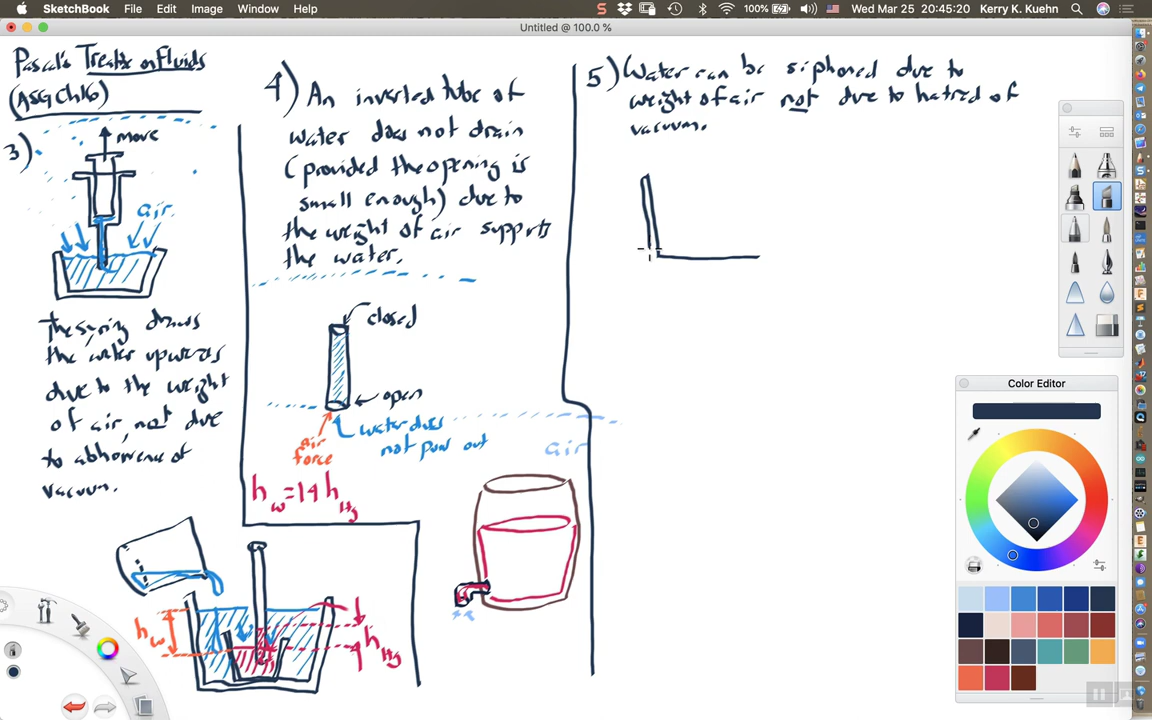 SketchBook File Edit Image Window Help
100% Wed Mar 25 20:45:20 Kerry K. Kuehn
Untitled @ 100.0 %
Pascal's Treatise on Fluids
(ASG Ch16)
3)
move
air
The syring draws
the water upwards
due to the weight
of air, not due
to abhorrence of
vacuum.
4) An inverted tube of
water does not drain
(provided the opening is
small enough) due to
the weight of air supports
the water.
closed
open
water does
not pour out
air
force
air
h w = 14 h Hg
h w
h Hg
5) Water can be siphoned due to
weight of air not due to hatred of
vacuum.
Color Editor